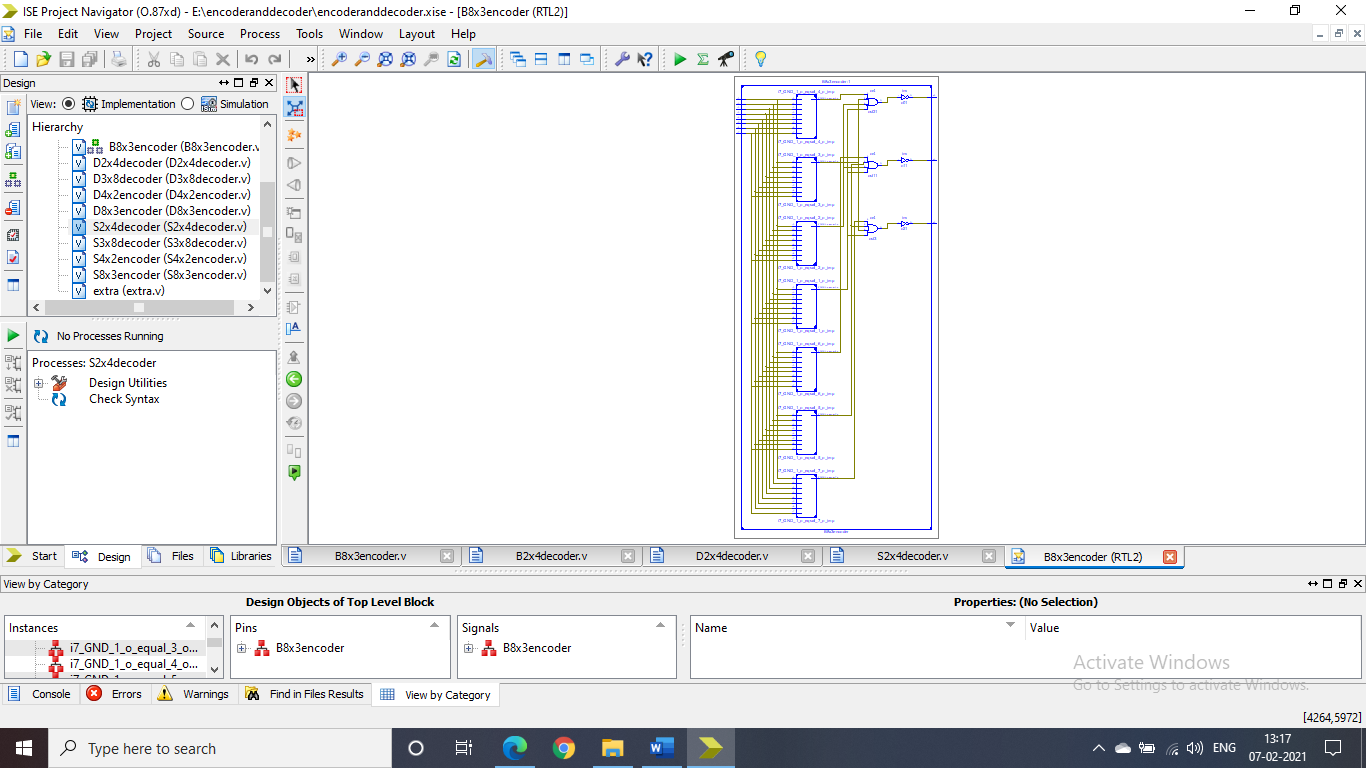 ISE Project Navigator (O.87xd) - E:\encoderanddecoder\encoderanddecoder.xise - [B8x3encoder (RTL2)]
File Edit View Project Source Process Tools Window Layout Help
Design
View: Implementation Simulation
Hierarchy
B8x3encoder (B8x3encoder.v
D2x4decoder (D2x4decoder.v)
D3x8decoder (D3x8decoder.v)
D4x2encoder (D4x2encoder.v)
D8x3encoder (D8x3encoder.v)
S2x4decoder (S2x4decoder.v)
S3x8decoder (S3x8decoder.v)
S4x2encoder (S4x2encoder.v)
S8x3encoder (S8x3encoder.v)
extra (extra.v)
No Processes Running
Processes: S2x4decoder
Design Utilities
Check Syntax
Start Design Files Libraries
B8x3encoder.v B2x4decoder.v D2x4decoder.v S2x4decoder.v B8x3encoder (RTL2)
View by Category
Design Objects of Top Level Block
Properties: (No Selection)
Instances Pins Signals Name Value
i7_GND_1_o_equal_3_o... B8x3encoder B8x3encoder
i7_GND_1_o_equal_4_o...
Activate Windows
Go to Settings to activate Windows.
Console Errors Warnings Find in Files Results View by Category
[4264,5972]
Type here to search
ENG
13:17
07-02-2021